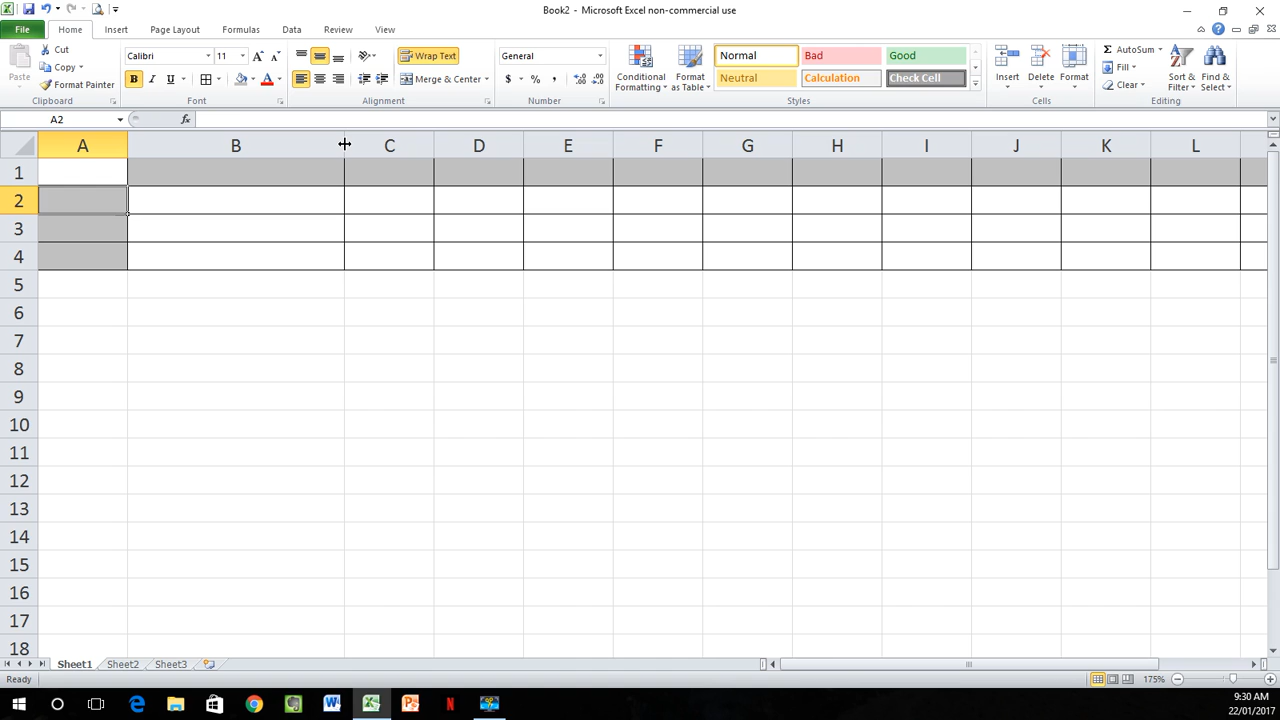 Book2 - Microsoft Excel non-commercial use
File Home Insert Page Layout Formulas Data Review View
Cut
Copy
Format Painter
Paste
Clipboard
Calibri 11
B I U
Font
Wrap Text
Merge & Center
Alignment
General
$ % ,
Number
Conditional Formatting
Format as Table
Normal Bad Good
Neutral Calculation Check Cell
Styles
Insert Delete Format
Cells
AutoSum
Fill
Clear
Sort & Filter
Find & Select
Editing
A2 fx
A B C D E F G H I J K L
1
2
3
4
5
6
7
8
9
10
11
12
13
14
15
16
17
18
Sheet1 Sheet2 Sheet3
Ready 175%
9:30 AM
22/01/2017